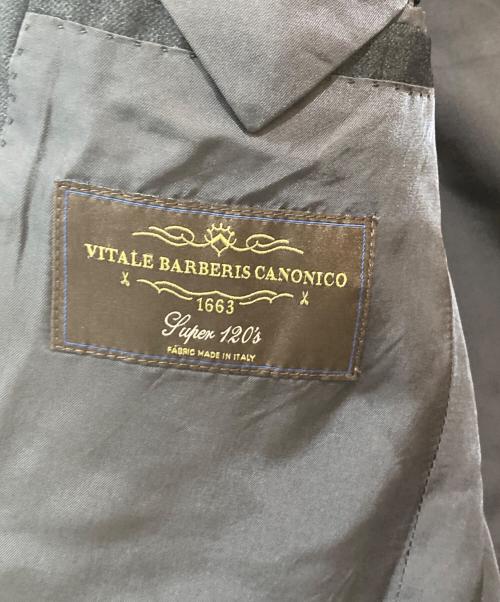 VITALE BARBERIS CANONICO
1663
Super 120's
FABRIC MADE IN ITALY